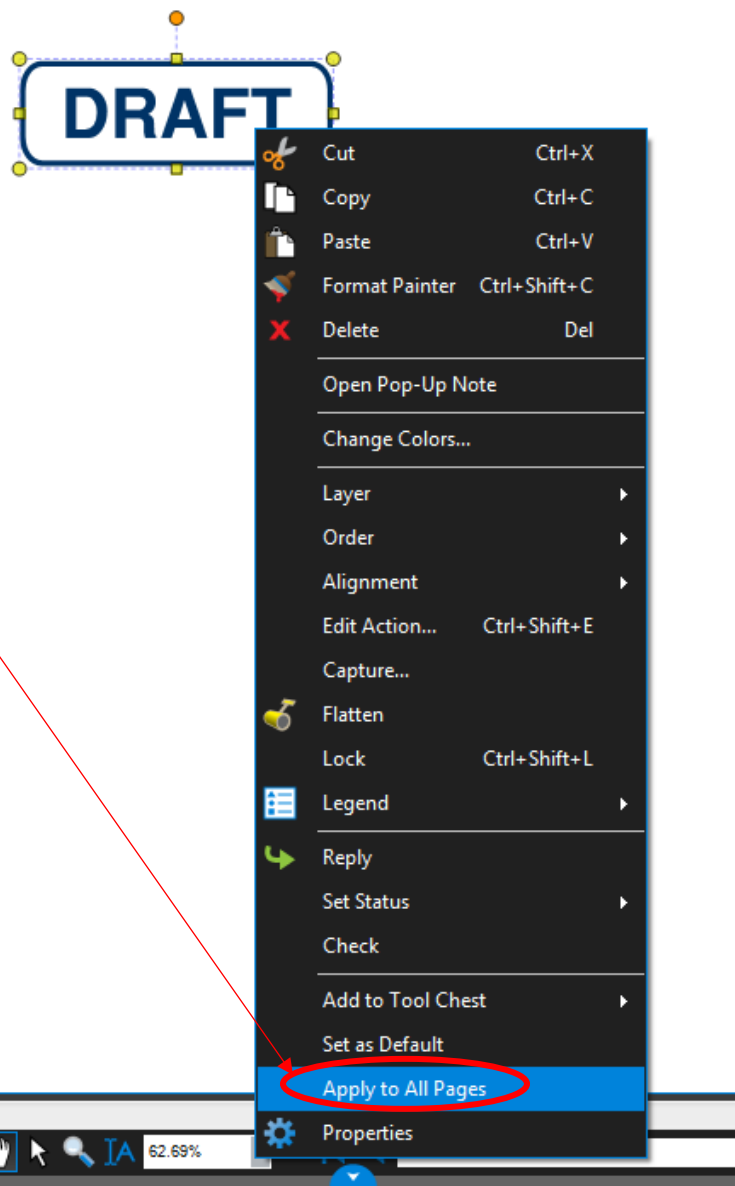 DRAFT
Cut Ctrl+X
Copy Ctrl+C
Paste Ctrl+V
Format Painter Ctrl+Shift+C
Delete Del
Open Pop-Up Note
Change Colors...
Layer
Order
Alignment
Edit Action... Ctrl+Shift+E
Capture...
Flatten
Lock Ctrl+Shift+L
Legend
Reply
Set Status
Check
Add to Tool Chest
Set as Default
Apply to All Pages
Properties
62.69%